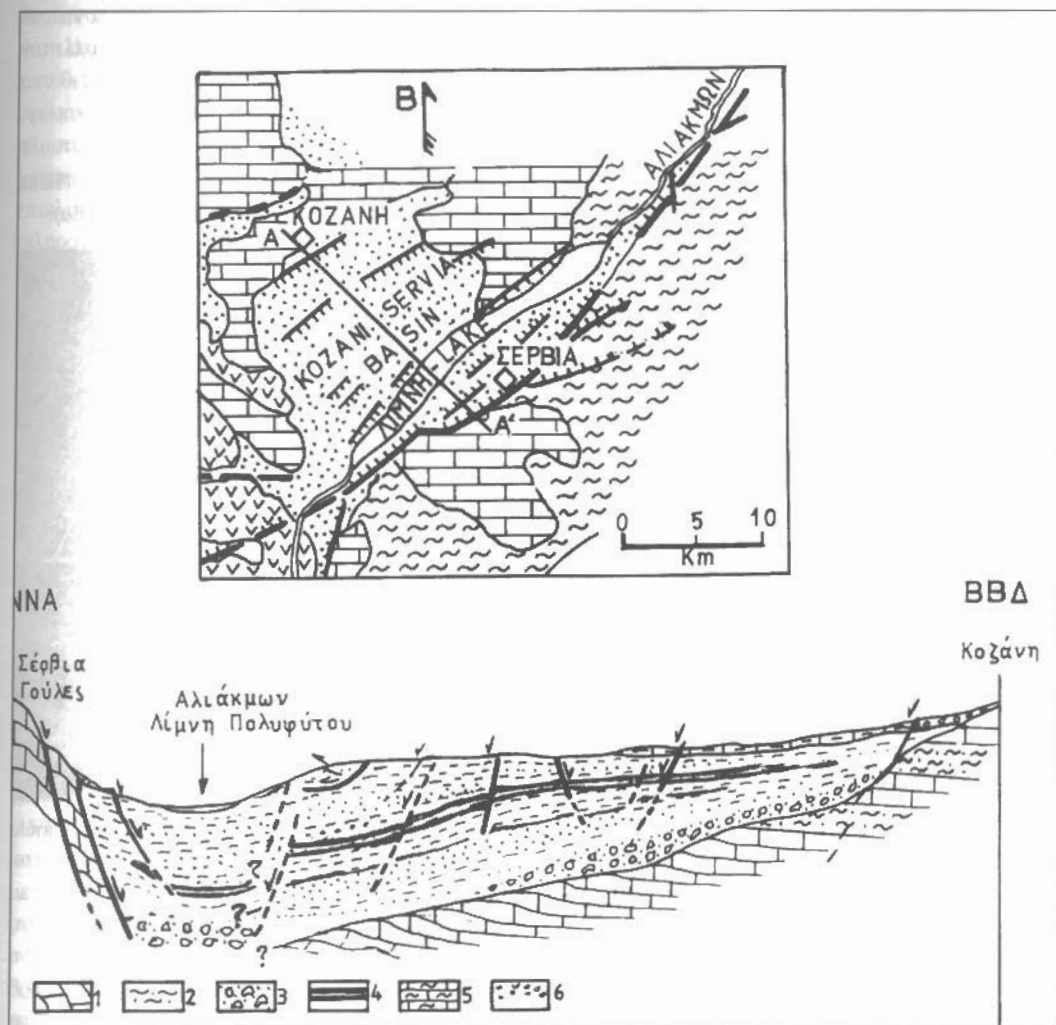 Β
ΑΛΙΑΚΜΩΝ
ΚΟΖΑΝΗ
Α
KOZANI SERVIA
BASIN
ΛΙΜΝΗ-LAKE
ΣΕΡΒΙΑ
Α'
0 5 10
Km
ΝΝΑ
ΒΒΔ
Σέρβια
Γούλες
Κοζάνη
Αλιάκμων
Λίμνη Πολυφύτου
?
?
?
1 2 3 4 5 6